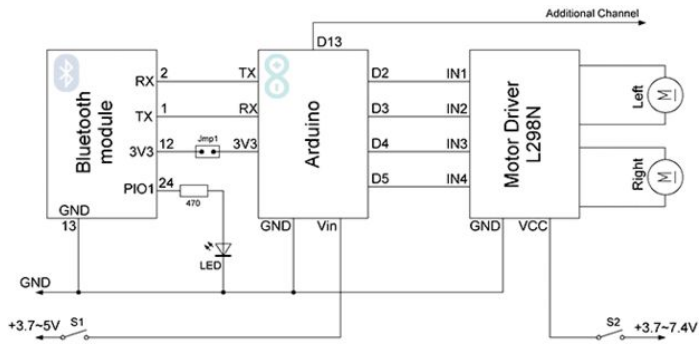 Additional Channel
D13
Bluetooth module
RX
2
TX
TX
1
RX
3V3
12
Jmp1
3V3
PIO1
24
470
GND
13
LED
Arduino
D2
D3
D4
D5
GND
Vin
IN1
IN2
IN3
IN4
Motor Driver
L298N
GND
VCC
Left
M
Right
M
GND
+3.7~5V
S1
S2
+3.7~7.4V